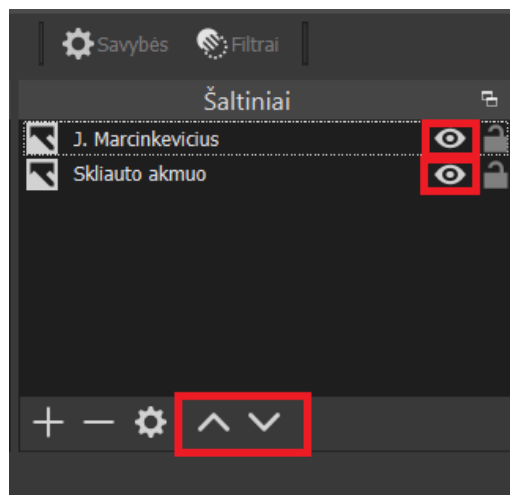 Savybės Filtrai
Šaltiniai
J. Marcinkevicius
Skliauto akmuo